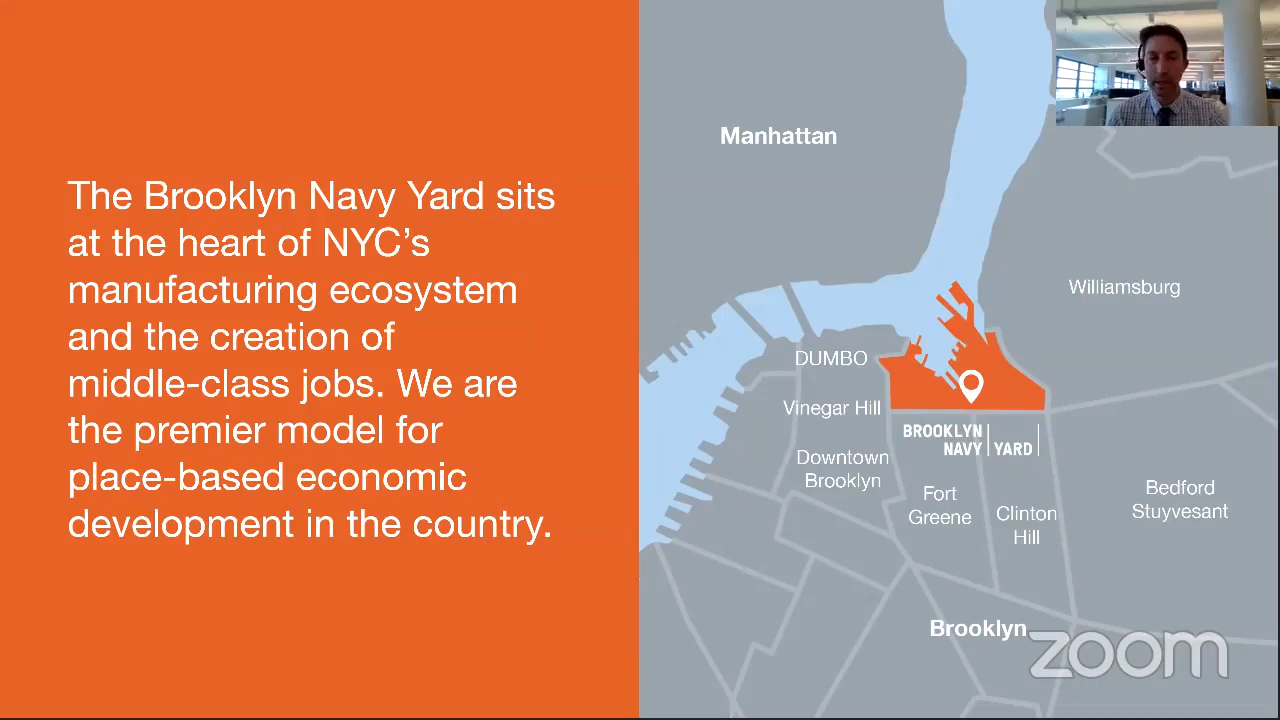 The Brooklyn Navy Yard sits
at the heart of NYC’s
manufacturing ecosystem
and the creation of
middle-class jobs. We are
the premier model for
place-based economic
development in the country.
Manhattan
Williamsburg
DUMBO
Vinegar Hill
BROOKLYN
NAVY YARD
Downtown
Brooklyn
Fort
Greene
Clinton
Hill
Bedford
Stuyvesant
Brooklyn
zoom